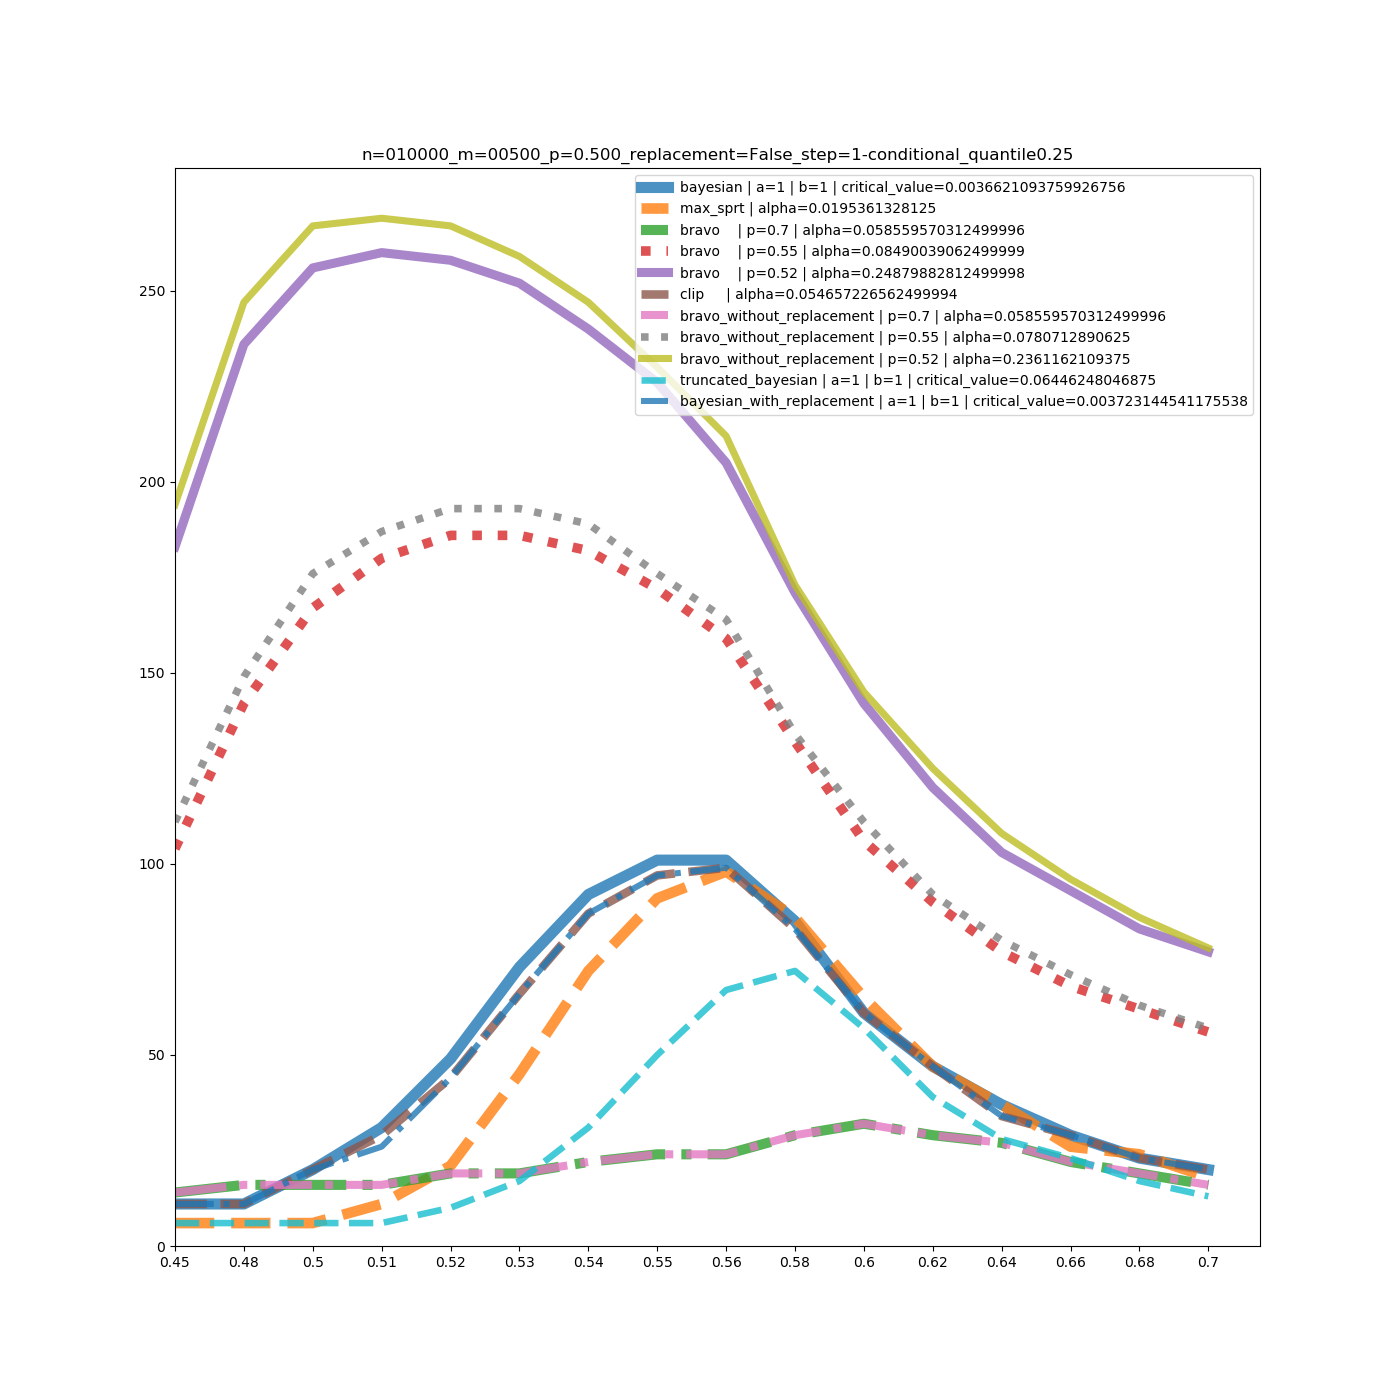 n=010000_m=00500_p=0.500_replacement=False_step=1-conditional_quantile0.25
bayesian | a=1 | b=1 | critical_value=0.0036621093759926756
max_sprt | alpha=0.0195361328125
bravo    | p=0.7 | alpha=0.058559570312499996
bravo    | p=0.55 | alpha=0.08490039062499999
bravo    | p=0.52 | alpha=0.24879882812499998
clip     | alpha=0.054657226562499994
bravo_without_replacement | p=0.7 | alpha=0.058559570312499996
bravo_without_replacement | p=0.55 | alpha=0.0780712890625
bravo_without_replacement | p=0.52 | alpha=0.2361162109375
truncated_bayesian | a=1 | b=1 | critical_value=0.06446248046875
bayesian_with_replacement | a=1 | b=1 | critical_value=0.003723144541175538
250
200
150
100
50
0
0.45 0.48 0.5 0.51 0.52 0.53 0.54 0.55 0.56 0.58 0.6 0.62 0.64 0.66 0.68 0.7